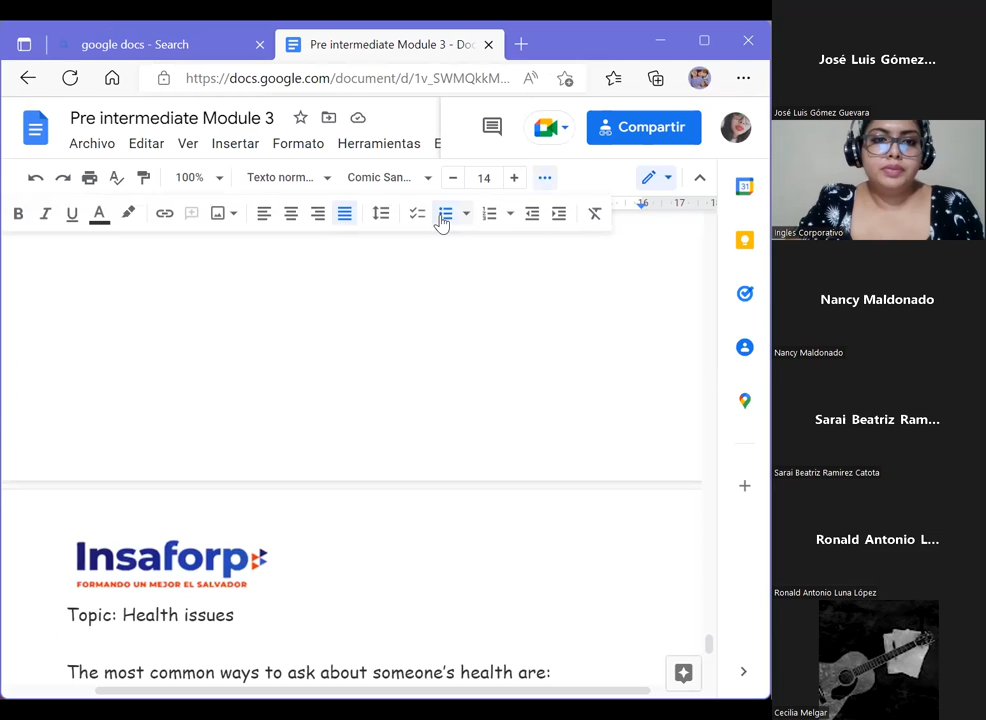 google docs - Search
Pre intermediate Module 3 - Doc
https://docs.google.com/document/d/1v_SWMQkkM...
Pre intermediate Module 3
Compartir
Archivo Editar Ver Insertar Formato Herramientas E
100% Texto norm... Comic San... 14
16 17
31
Insaforp
FORMANDO UN MEJOR EL SALVADOR
Topic: Health issues
The most common ways to ask about someone's health are:
José Luis Gómez...
José Luis Gómez Guevara
Ingles Corporativo
Nancy Maldonado
Nancy Maldonado
Sarai Beatriz Ram...
Sarai Beatriz Ramirez Catota
Ronald Antonio L...
Ronald Antonio Luna López
Cecilia Melgar